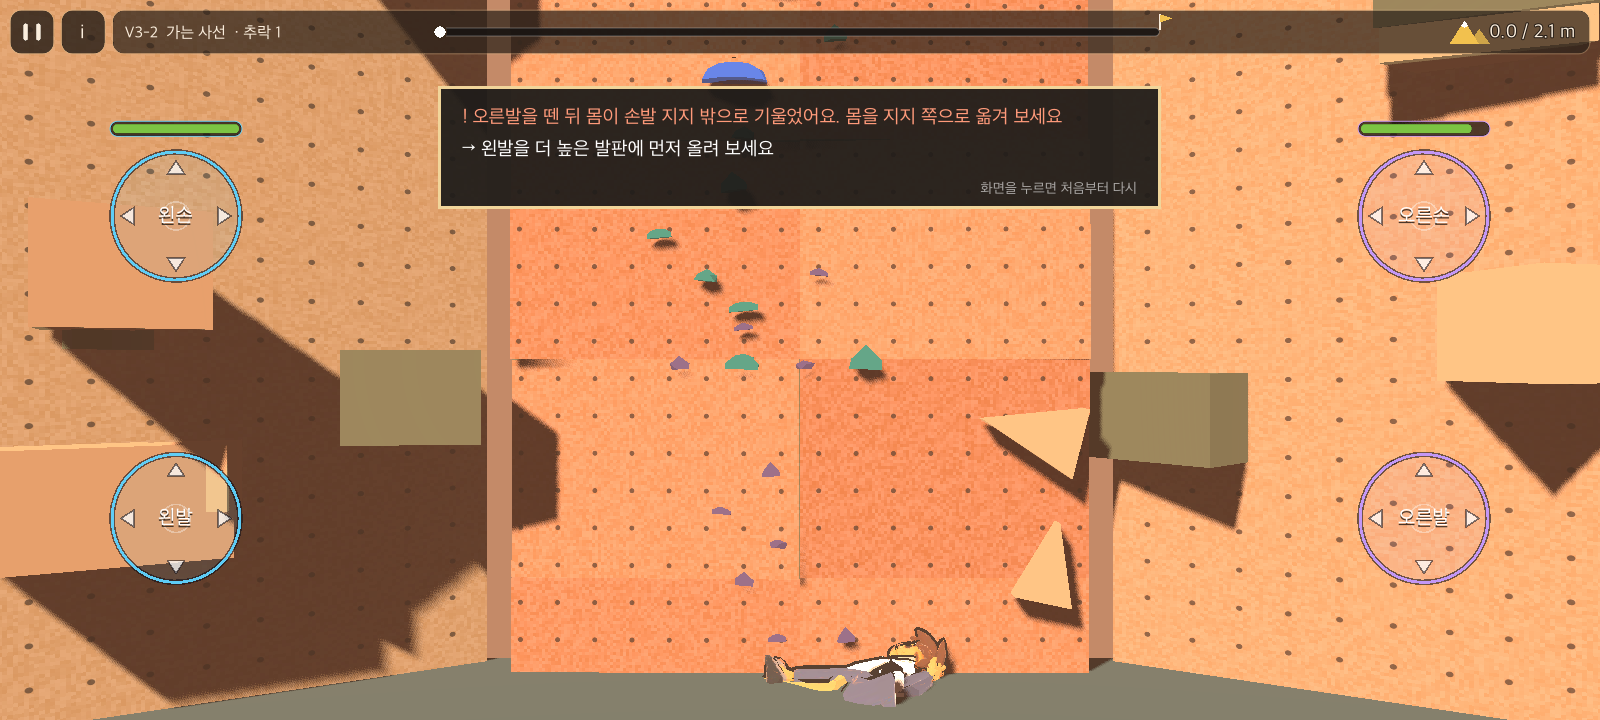 i
V3-2 가는 사선 · 추락 1
0.0 / 2.1 m
! 오른발을 뗀 뒤 몸이 손발 지지 밖으로 기울었어요. 몸을 지지 쪽으로 옮겨 보세요
→ 왼발을 더 높은 발판에 먼저 올려 보세요
화면을 누르면 처음부터 다시
왼손
오른손
왼발
오른발